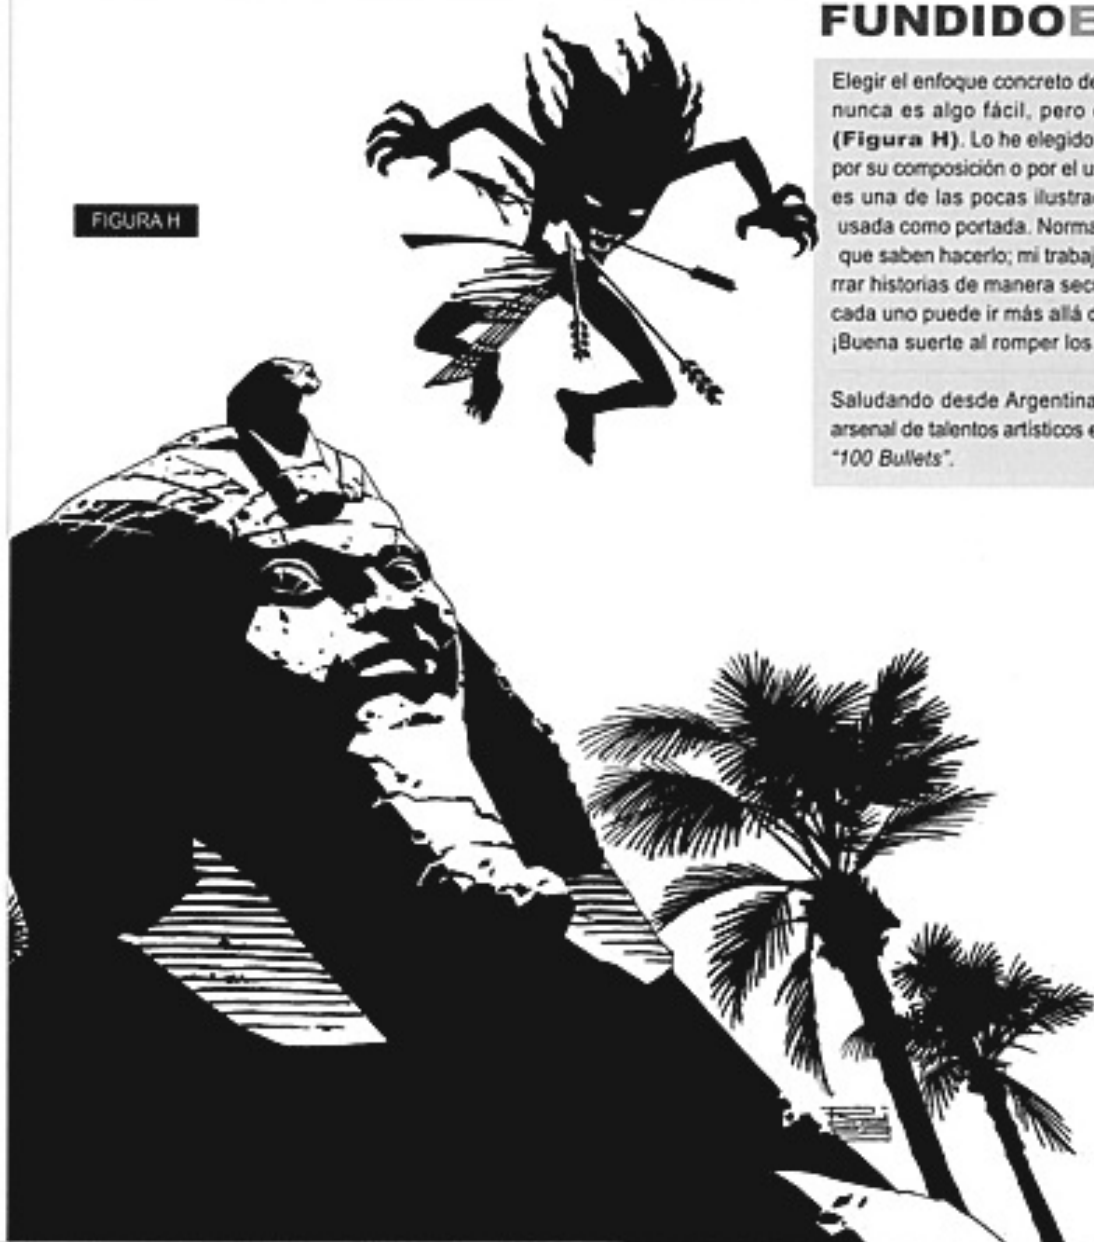 FUNDIDOE
Elegir el enfoque concreto de
nunca es algo fácil, pero
(Figura H). Lo he elegido
por su composición o por el u
es una de las pocas ilustra
usada como portada. Norma
que saben hacerlo; mi trabaj
rrar historias de manera sec
cada uno puede ir más allá
¡Buena suerte al romper los
Saludando desde Argentina
arsenal de talentos artísticos e
"100 Bullets".
FIGURA H